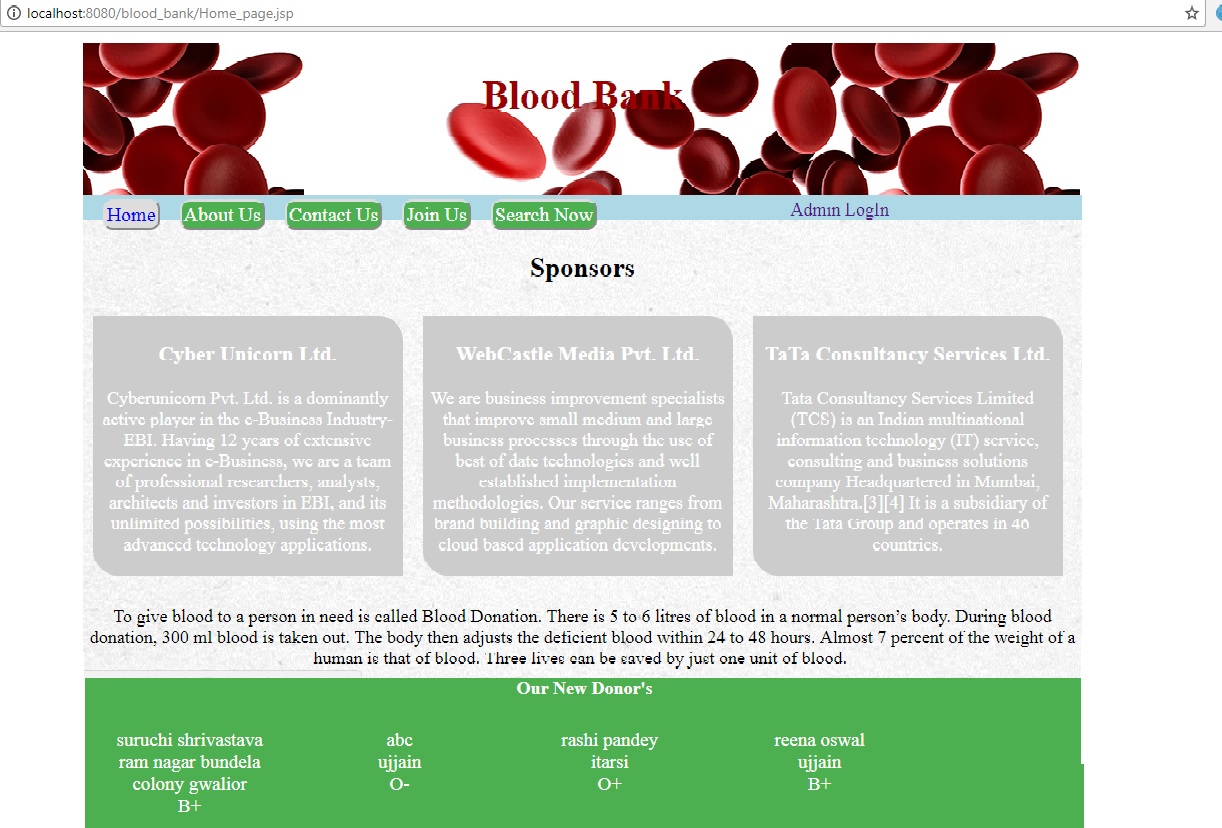 localhost:8080/blood_bank/Home_page.jsp
Blood Bank
Home
About Us
Contact Us
Join Us
Search Now
Admin LogIn
Sponsors
Cyber Unicorn Ltd.
Cyberunicorn Pvt. Ltd. is a dominantly
active player in the e-Business Industry-
EBI. Having 12 years of extensive
experience in e-Business, we are a team
of professional researchers, analysts,
architects and investors in EBI, and its
unlimited possibilities, using the most
advanced technology applications.
WebCastle Media Pvt. Ltd.
We are business improvement specialists
that improve small medium and large
business processes through the use of
best of date technologies and well
established implementation
methodologies. Our service ranges from
brand building and graphic designing to
cloud based application developments.
TaTa Consultancy Services Ltd.
Tata Consultancy Services Limited
(TCS) is an Indian multinational
information technology (IT) service,
consulting and business solutions
company Headquartered in Mumbai,
Maharashtra.[3][4] It is a subsidiary of
the Tata Group and operates in 46
countries.
To give blood to a person in need is called Blood Donation. There is 5 to 6 litres of blood in a normal person’s body. During blood
donation, 300 ml blood is taken out. The body then adjusts the deficient blood within 24 to 48 hours. Almost 7 percent of the weight of a
human is that of blood. Three lives can be saved by just one unit of blood.
Our New Donor's
suruchi shrivastava
ram nagar bundela
colony gwalior
B+
abc
ujjain
O-
rashi pandey
itarsi
O+
reena oswal
ujjain
B+